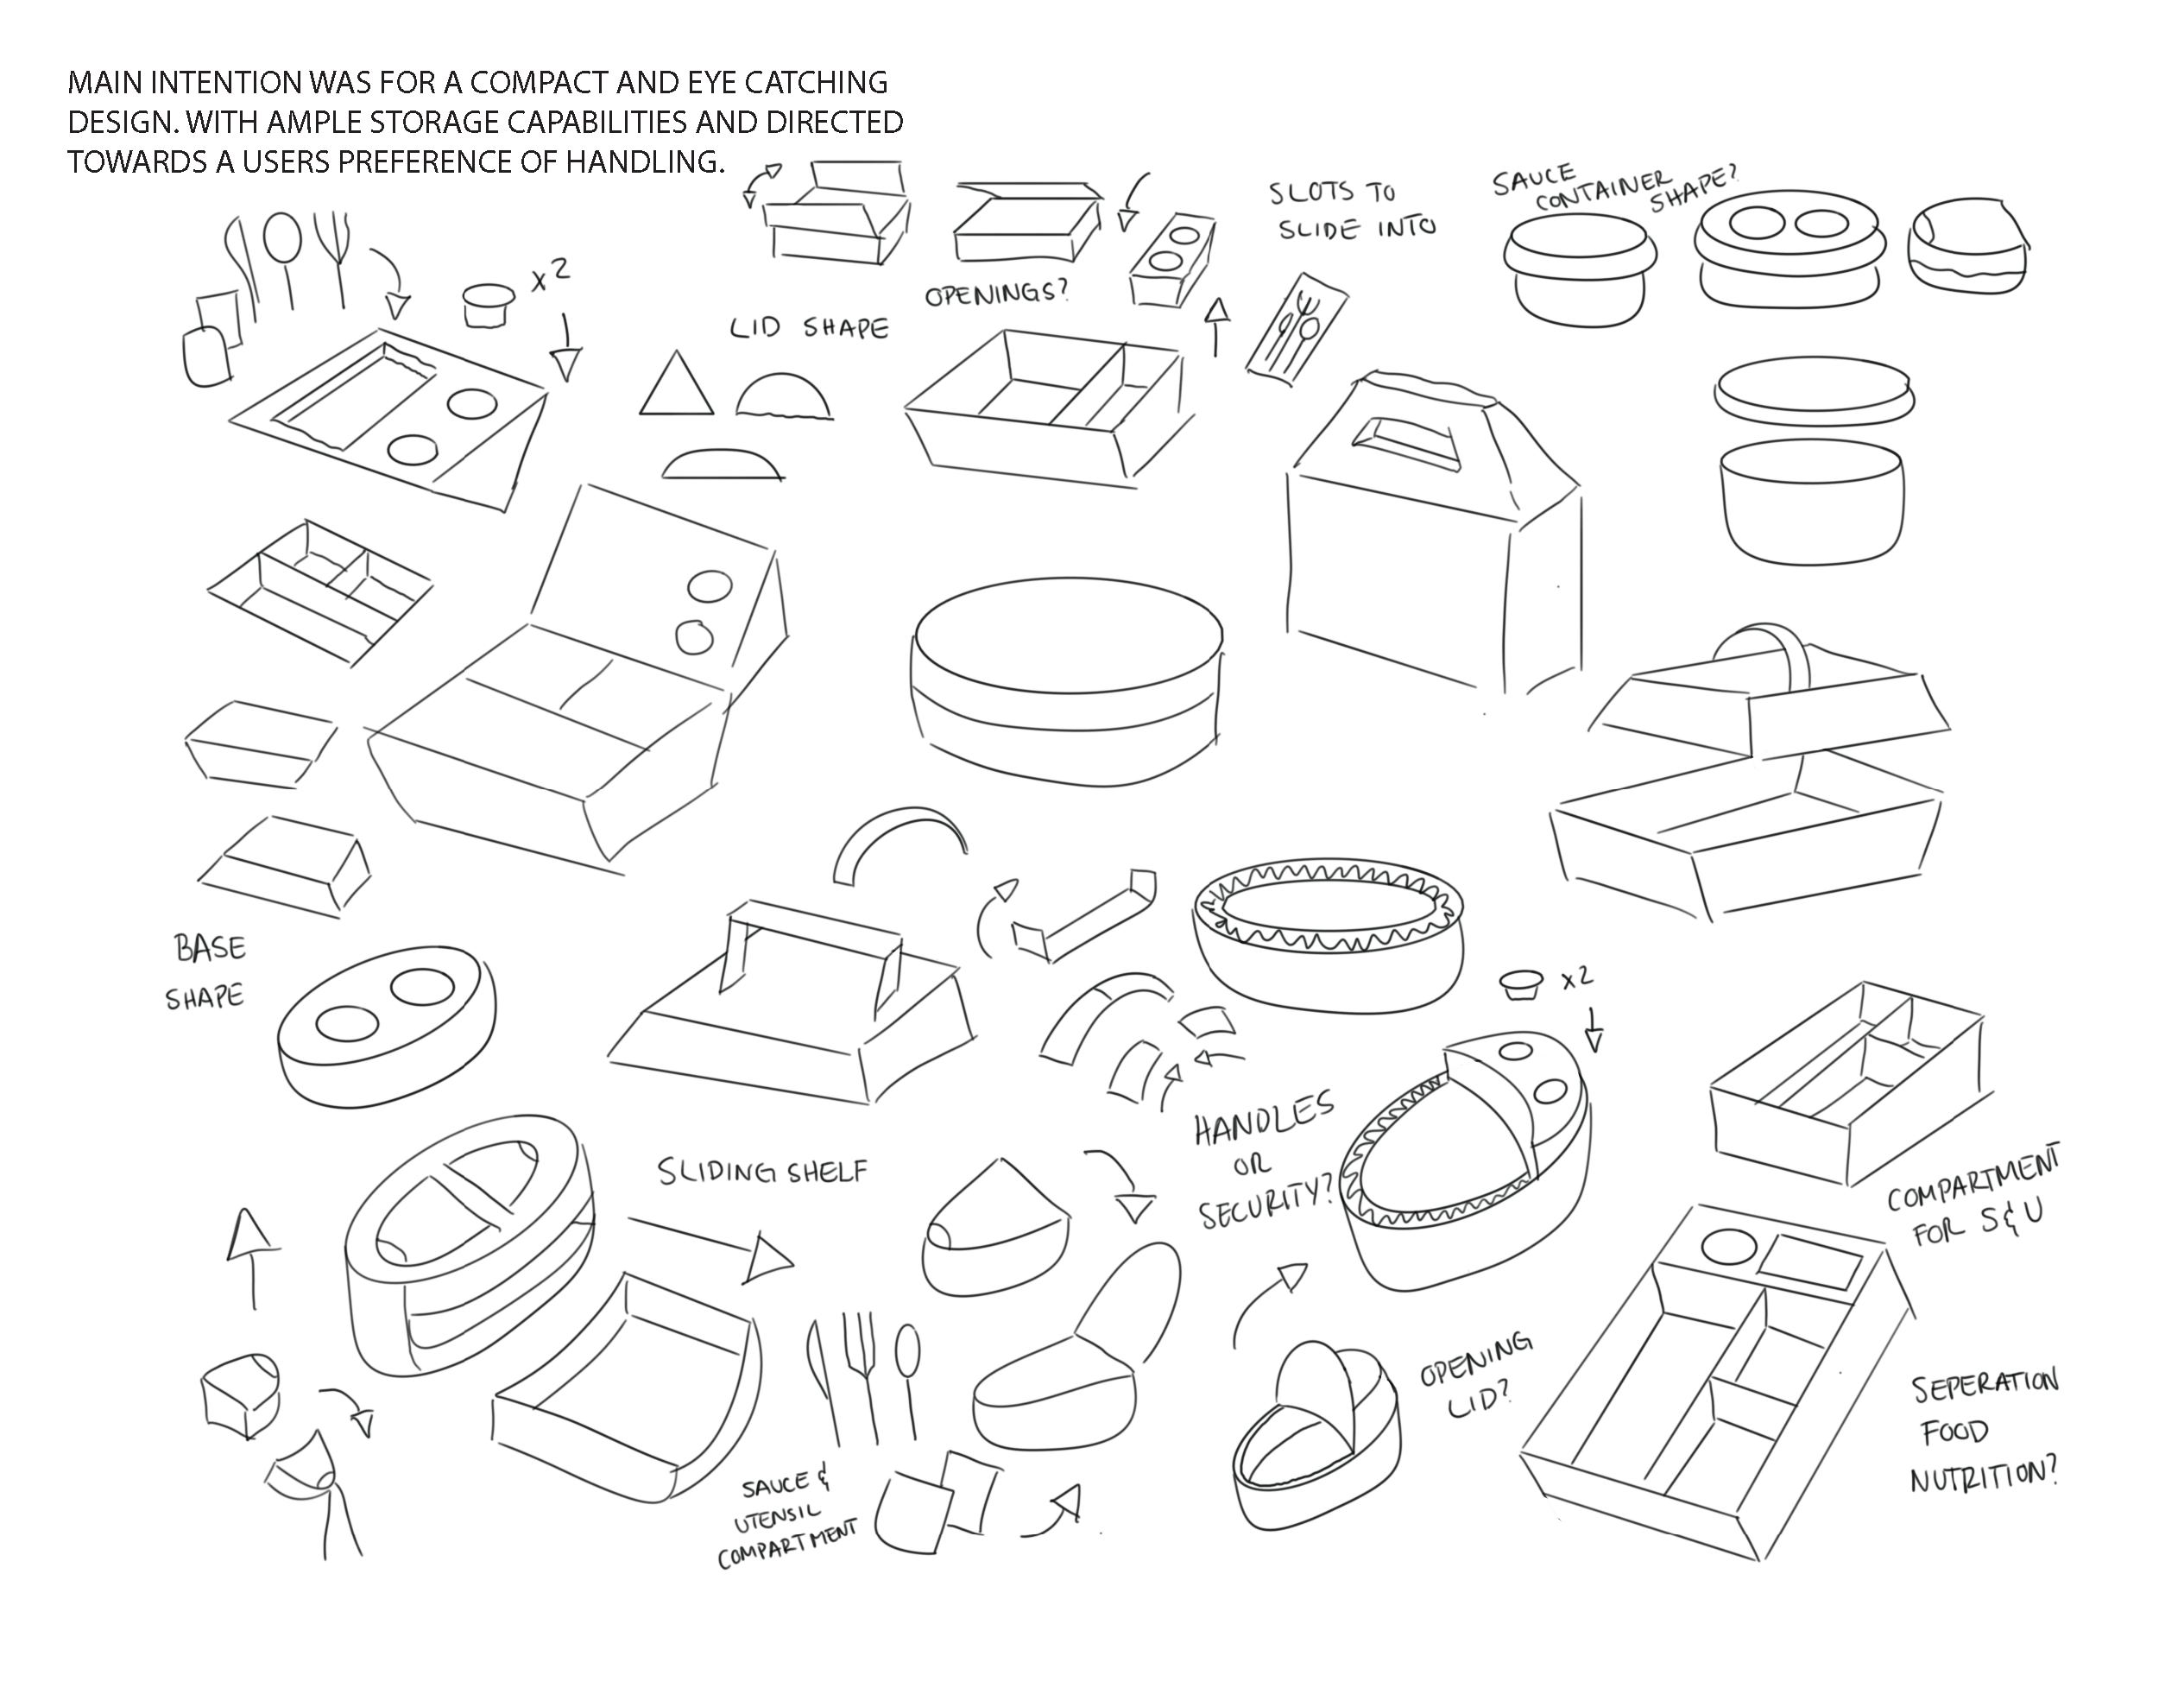 MAIN INTENTION WAS FOR A COMPACT AND EYE CATCHING
DESIGN. WITH AMPLE STORAGE CAPABILITIES AND DIRECTED
TOWARDS A USERS PREFERENCE OF HANDLING.
SAUCE
CONTAINER
SHAPE?
SLOTS TO
SLIDE INTO
x2
OPENINGS?
LID SHAPE
BASE
SHAPE
x2
HANDLES
OR
SECURITY?
SLIDING SHELF
COMPARTMENT
FOR S&U
OPENING
LID?
SEPERATION
FOOD
NUTRITION?
SAUCE &
UTENSIL
COMPARTMENT